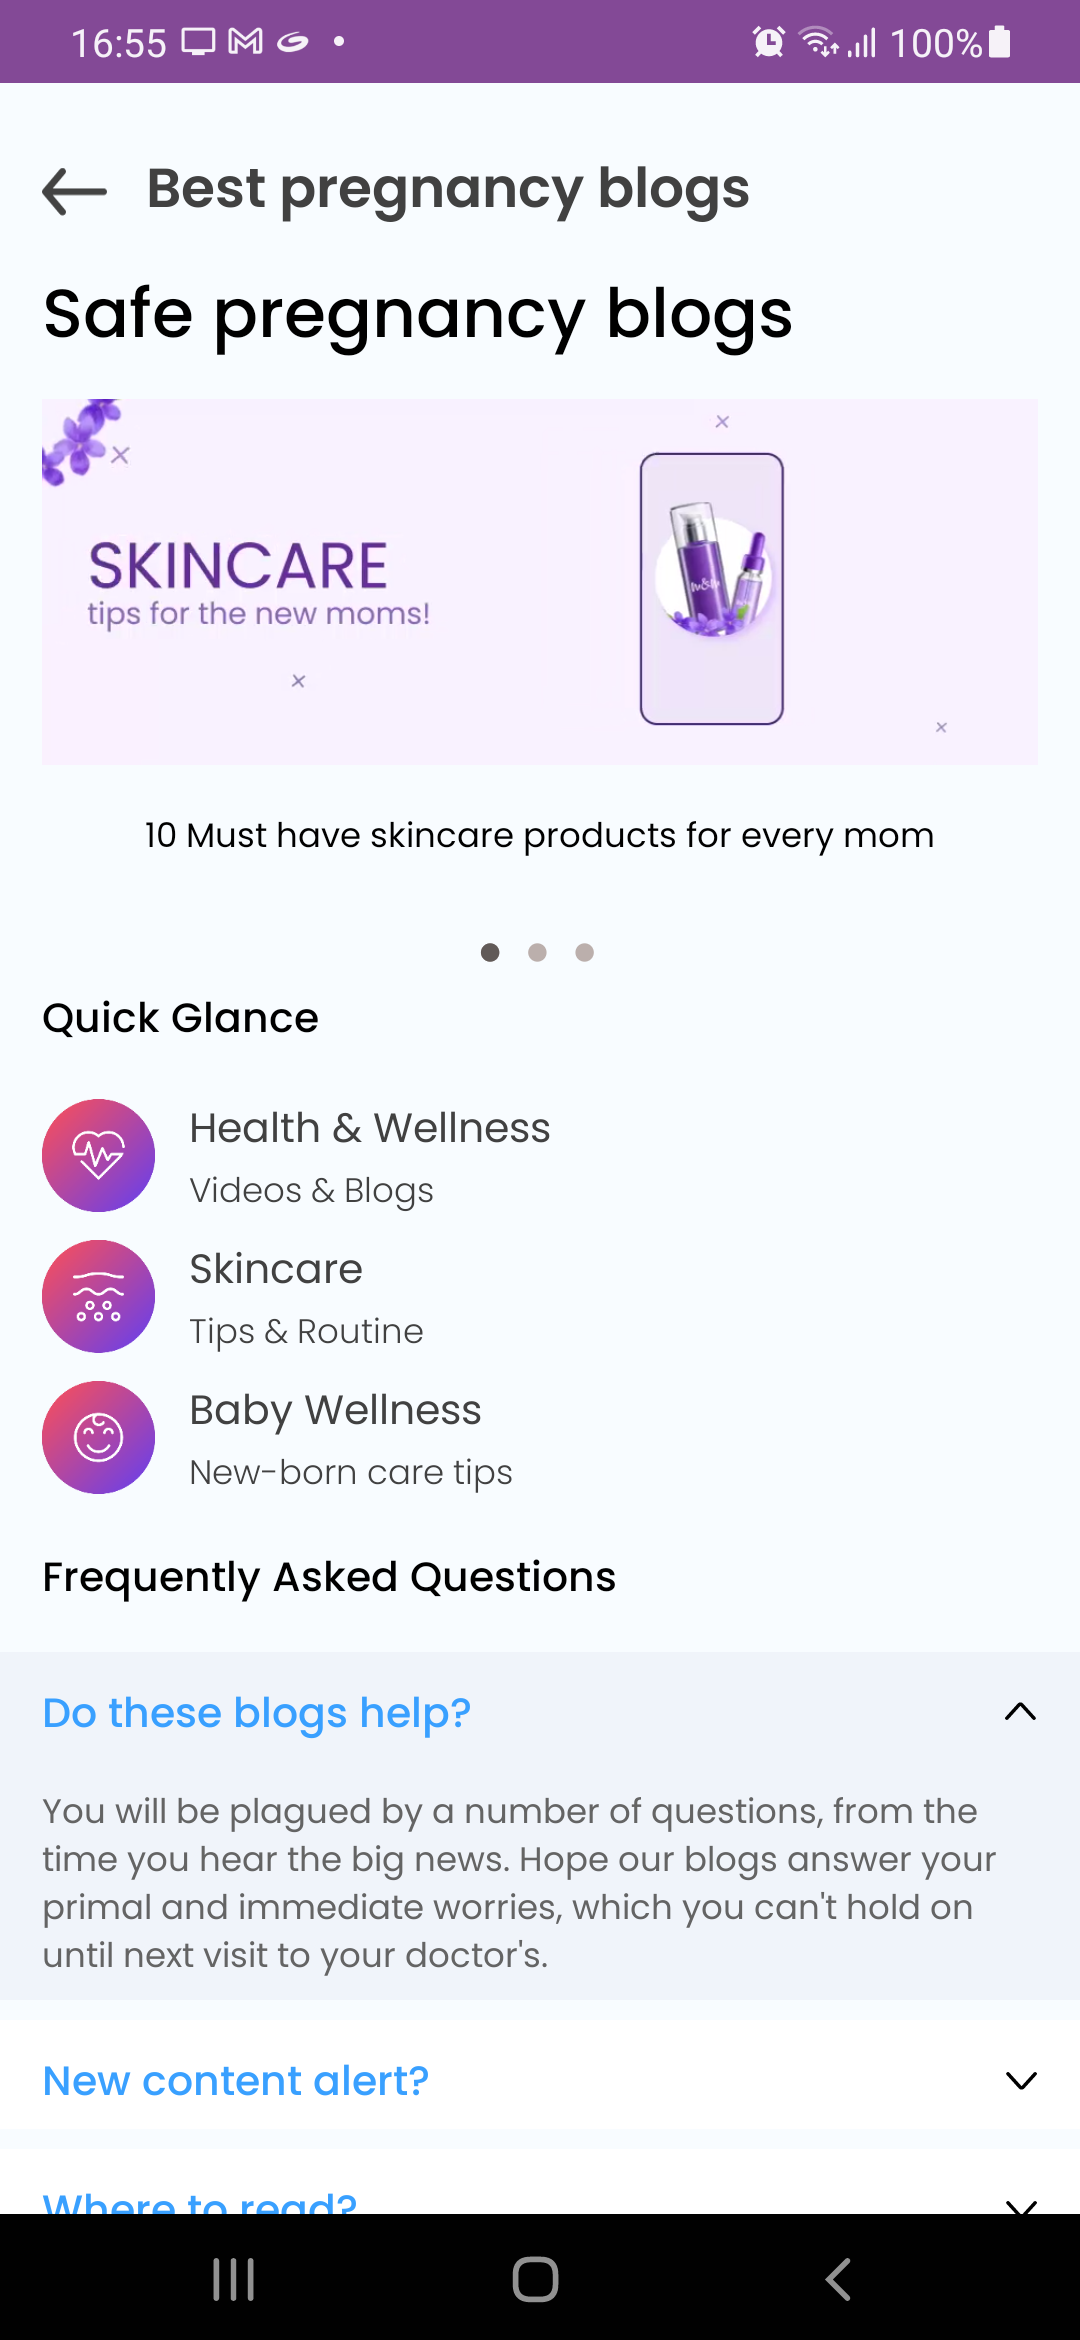 16:55
100%
Best pregnancy blogs
Safe pregnancy blogs
SKINCARE
tips for the new moms!
m&m
10 Must have skincare products for every mom
Quick Glance
Health & Wellness
Videos & Blogs
Skincare
Tips & Routine
Baby Wellness
New-born care tips
Frequently Asked Questions
Do these blogs help?
You will be plagued by a number of questions, from the
time you hear the big news. Hope our blogs answer your
primal and immediate worries, which you can't hold on
until next visit to your doctor's.
New content alert?
Where to read?